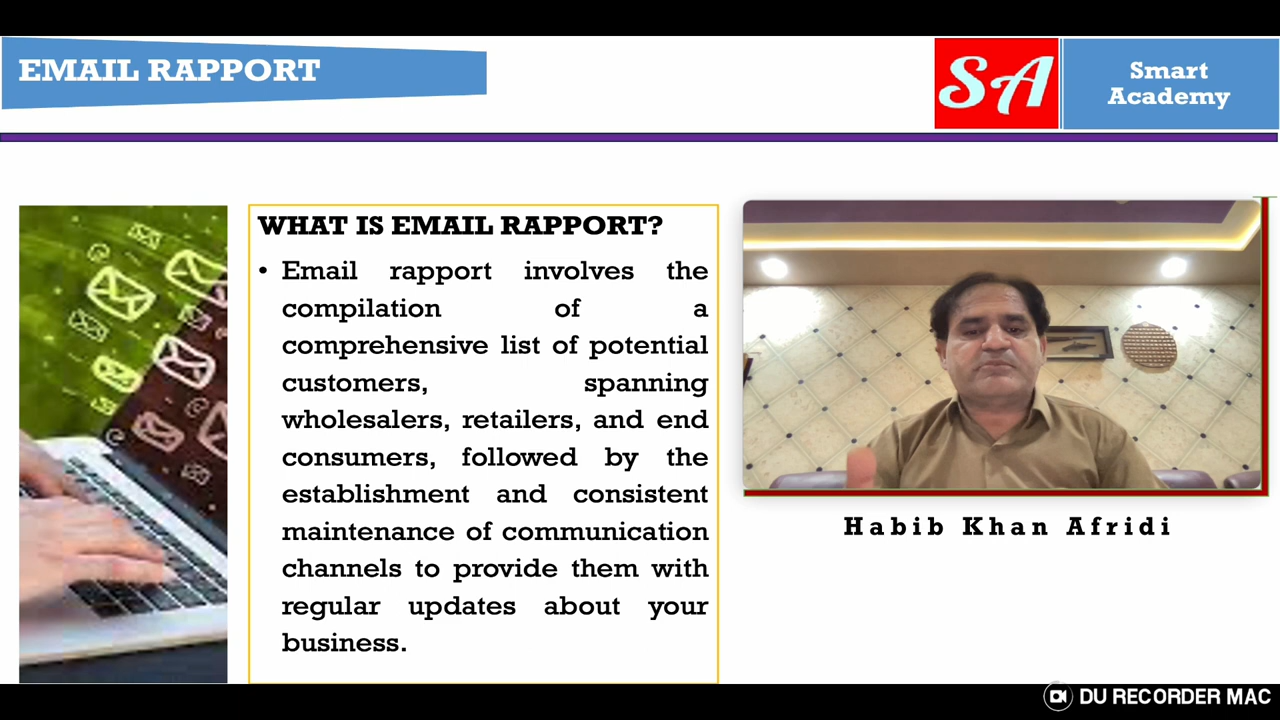 EMAIL RAPPORT
SA
Smart
Academy
WHAT IS EMAIL RAPPORT?
• Email rapport involves the
compilation of a
comprehensive list of potential
customers, spanning
wholesalers, retailers, and end
consumers, followed by the
establishment and consistent
maintenance of communication
channels to provide them with
regular updates about your
business.
Habib Khan Afridi
DU RECORDER MAC